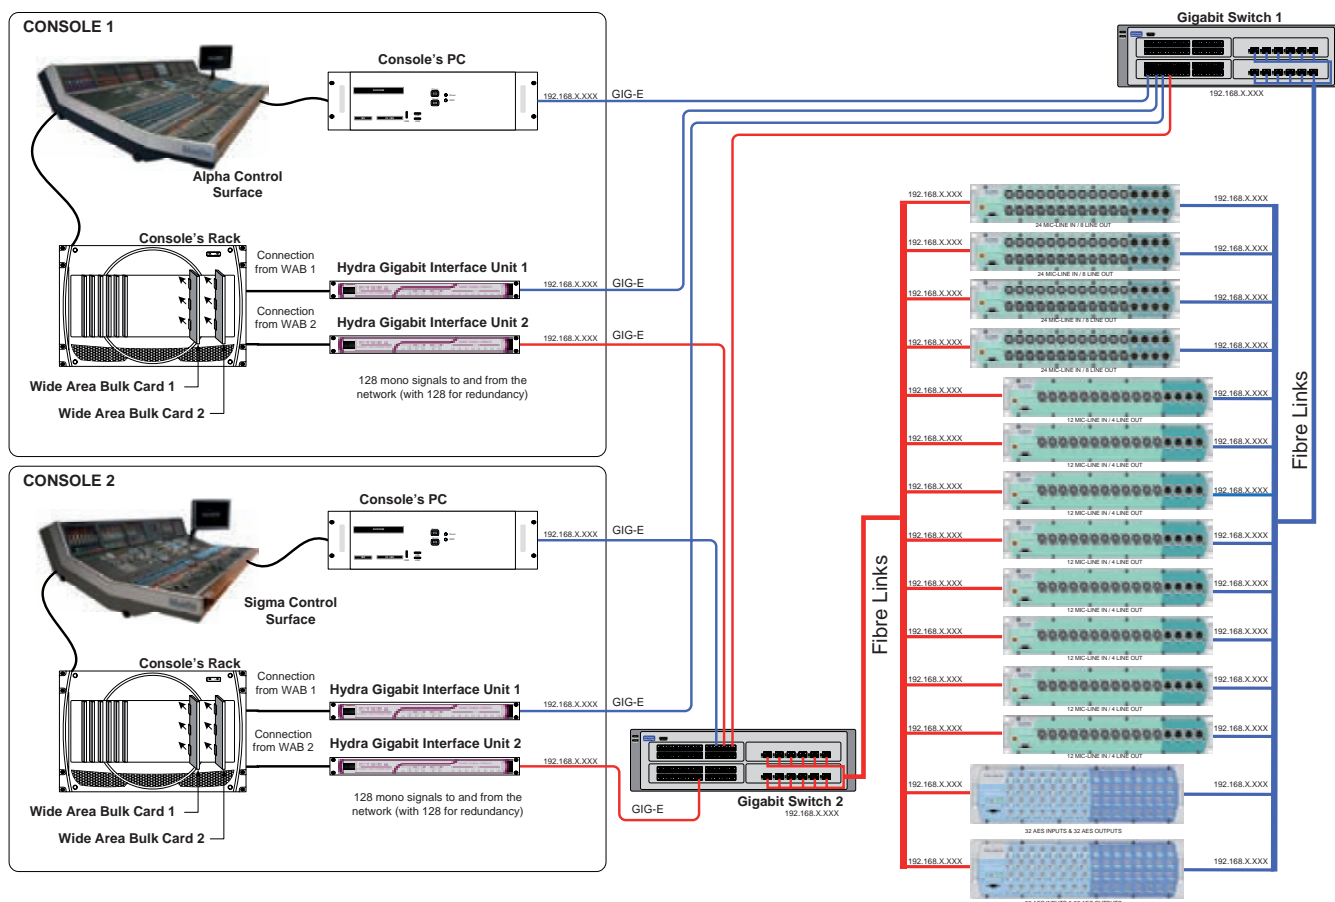 CONSOLE 1
Console's PC
192.168.X.XXX
GIG-E
Alpha Control
Surface
Console's Rack
Connection
from WAB 1
Hydra Gigabit Interface Unit 1
192.168.X.XXX
GIG-E
Connection
from WAB 2
Hydra Gigabit Interface Unit 2
192.168.X.XXX
GIG-E
128 mono signals to and from the
network (with 128 for redundancy)
Wide Area Bulk Card 1
Wide Area Bulk Card 2
CONSOLE 2
Console's PC
192.168.X.XXX
GIG-E
Sigma Control
Surface
Console's Rack
Connection
from WAB 1
Hydra Gigabit Interface Unit 1
192.168.X.XXX
GIG-E
Connection
from WAB 2
Hydra Gigabit Interface Unit 2
192.168.X.XXX
GIG-E
128 mono signals to and from the
network (with 128 for redundancy)
Wide Area Bulk Card 1
Wide Area Bulk Card 2
Gigabit Switch 1
192.168.X.XXX
Gigabit Switch 2
192.168.X.XXX
Fibre Links
Fibre Links
192.168.X.XXX
192.168.X.XXX
24 MIC-LINE IN / 8 LINE OUT
192.168.X.XXX
192.168.X.XXX
24 MIC-LINE IN / 8 LINE OUT
192.168.X.XXX
192.168.X.XXX
24 MIC-LINE IN / 8 LINE OUT
192.168.X.XXX
192.168.X.XXX
24 MIC-LINE IN / 8 LINE OUT
192.168.X.XXX
192.168.X.XXX
12 MIC-LINE IN / 4 LINE OUT
192.168.X.XXX
192.168.X.XXX
12 MIC-LINE IN / 4 LINE OUT
192.168.X.XXX
192.168.X.XXX
12 MIC-LINE IN / 4 LINE OUT
192.168.X.XXX
192.168.X.XXX
12 MIC-LINE IN / 4 LINE OUT
192.168.X.XXX
192.168.X.XXX
12 MIC-LINE IN / 4 LINE OUT
192.168.X.XXX
192.168.X.XXX
12 MIC-LINE IN / 4 LINE OUT
192.168.X.XXX
192.168.X.XXX
12 MIC-LINE IN / 4 LINE OUT
192.168.X.XXX
192.168.X.XXX
12 MIC-LINE IN / 4 LINE OUT
192.168.X.XXX
192.168.X.XXX
32 AES INPUTS & 32 AES OUTPUTS
192.168.X.XXX
192.168.X.XXX